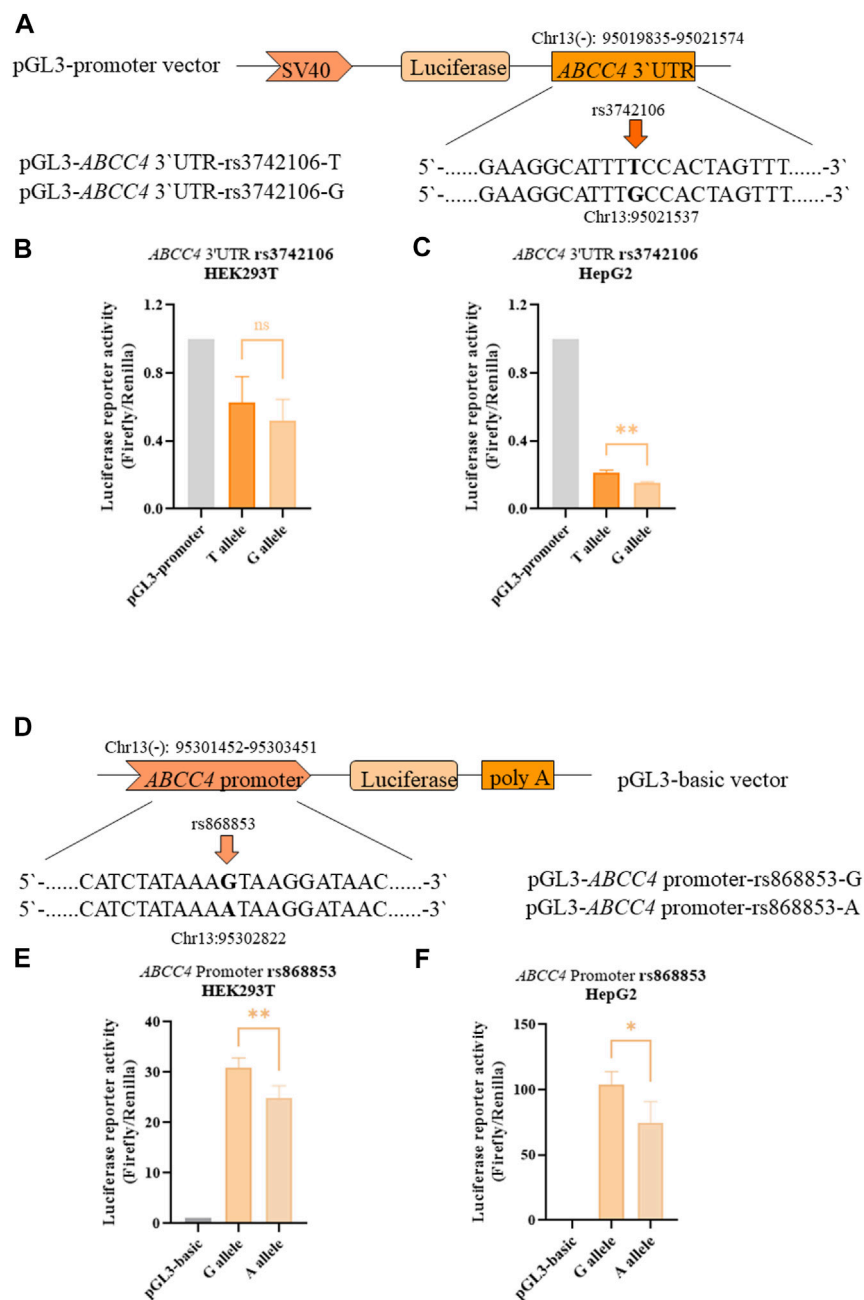 A
Chr13(-): 95019835-95021574
pGL3-promoter vector
SV40
Luciferase
ABCC4 3`UTR
rs3742106
pGL3-ABCC4 3`UTR-rs3742106-T
5`-......GAAGGCATTTTCCACTAGTTT......-3`
pGL3-ABCC4 3`UTR-rs3742106-G
5`-......GAAGGCATTTGCCACTAGTTT......-3`
Chr13:95021537
B
ABCC4 3'UTR rs3742106
HEK293T
Luciferase reporter activity
(Firefly/Renilla)
1.2
0.8
0.4
0.0
ns
pGL3-promoter
T allele
G allele
C
ABCC4 3'UTR rs3742106
HepG2
Luciferase reporter activity
(Firefly/Renilla)
1.2
0.8
0.4
0.0
**
pGL3-promoter
T allele
G allele
D
Chr13(-): 95301452-95303451
ABCC4 promoter
Luciferase
poly A
pGL3-basic vector
rs868853
5`-......CATCTATAAAGTAAGGATAAC......-3`
pGL3-ABCC4 promoter-rs868853-G
5`-......CATCTATAAAATAAGGATAAC......-3`
pGL3-ABCC4 promoter-rs868853-A
Chr13:95302822
E
ABCC4 Promoter rs868853
HEK293T
Luciferase reporter activity
(Firefly/Renilla)
40
30
20
10
0
**
pGL3-basic
G allele
A allele
F
ABCC4 Promoter rs868853
HepG2
Luciferase reporter activity
(Firefly/Renilla)
150
100
50
0
*
pGL3-basic
G allele
A allele